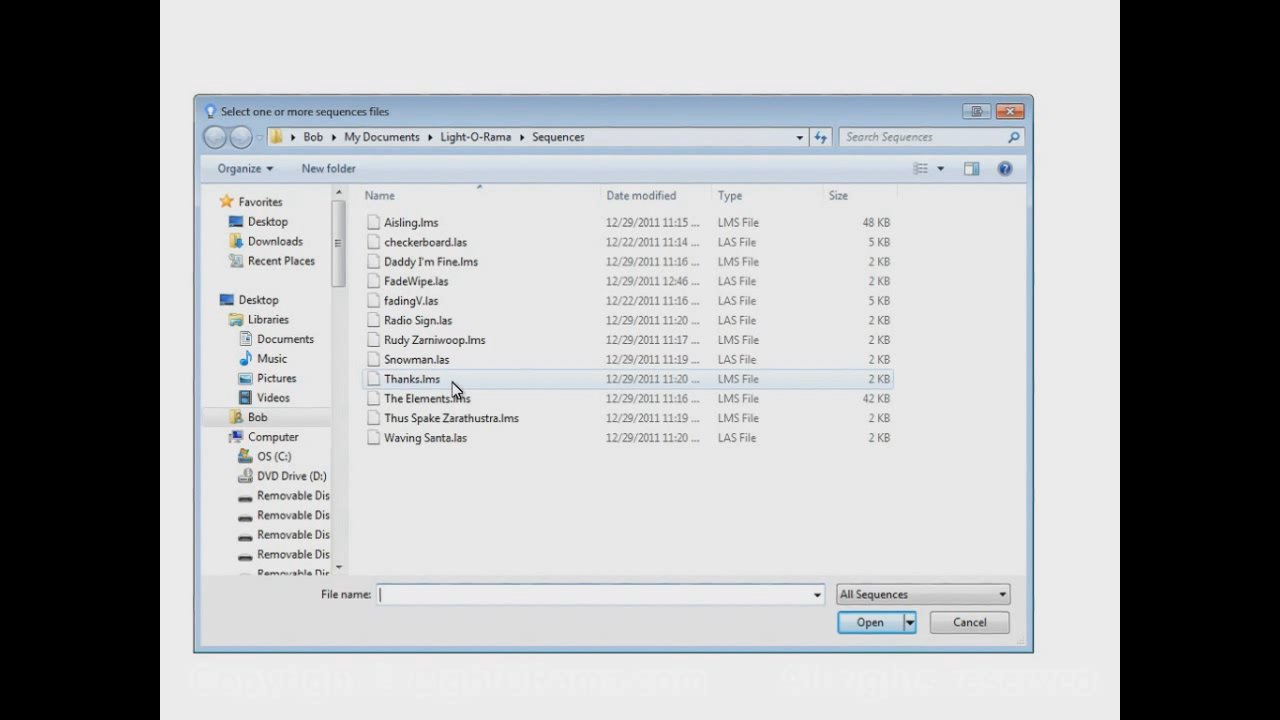 Select one or more sequences files
Bob My Documents Light-O-Rama Sequences Search Sequences
Organize New folder
Name Date modified Type Size
Favorites
Desktop
Downloads
Recent Places
Desktop
Libraries
Documents
Music
Pictures
Videos
Bob
Computer
OS (C:)
DVD Drive (D:)
Removable Dis
Removable Dis
Removable Dis
Removable Dis
Removable Dis
Aisling.lms 12/29/2011 11:15 ... LMS File 48 KB
checkerboard.las 12/22/2011 11:14 ... LAS File 5 KB
Daddy I'm Fine.lms 12/29/2011 11:16 ... LMS File 2 KB
FadeWipe.las 12/29/2011 12:46 ... LAS File 2 KB
fadingV.las 12/22/2011 11:16 ... LAS File 5 KB
Radio Sign.las 12/29/2011 11:20 ... LAS File 2 KB
Rudy Zarniwoop.lms 12/29/2011 11:17 ... LMS File 2 KB
Snowman.las 12/29/2011 11:19 ... LAS File 2 KB
Thanks.lms 12/29/2011 11:20 ... LMS File 2 KB
The Elements.lms 12/29/2011 11:16 ... LMS File 42 KB
Thus Spake Zarathustra.lms 12/29/2011 11:19 ... LMS File 2 KB
Waving Santa.las 12/29/2011 11:20 ... LAS File 2 KB
File name: All Sequences
Open Cancel